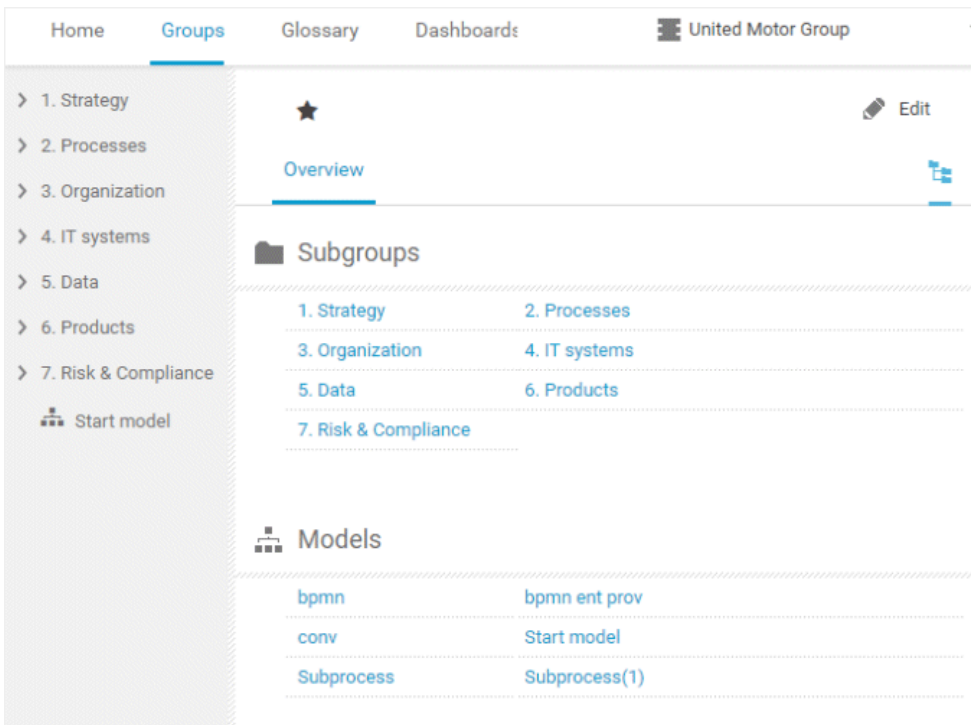 Home Groups Glossary Dashboards United Motor Group
1. Strategy
2. Processes
3. Organization
4. IT systems
5. Data
6. Products
7. Risk & Compliance
Start model
Edit
Overview
Subgroups
1. Strategy 2. Processes
3. Organization 4. IT systems
5. Data 6. Products
7. Risk & Compliance
Models
bpmn bpmn ent prov
conv Start model
Subprocess Subprocess(1)